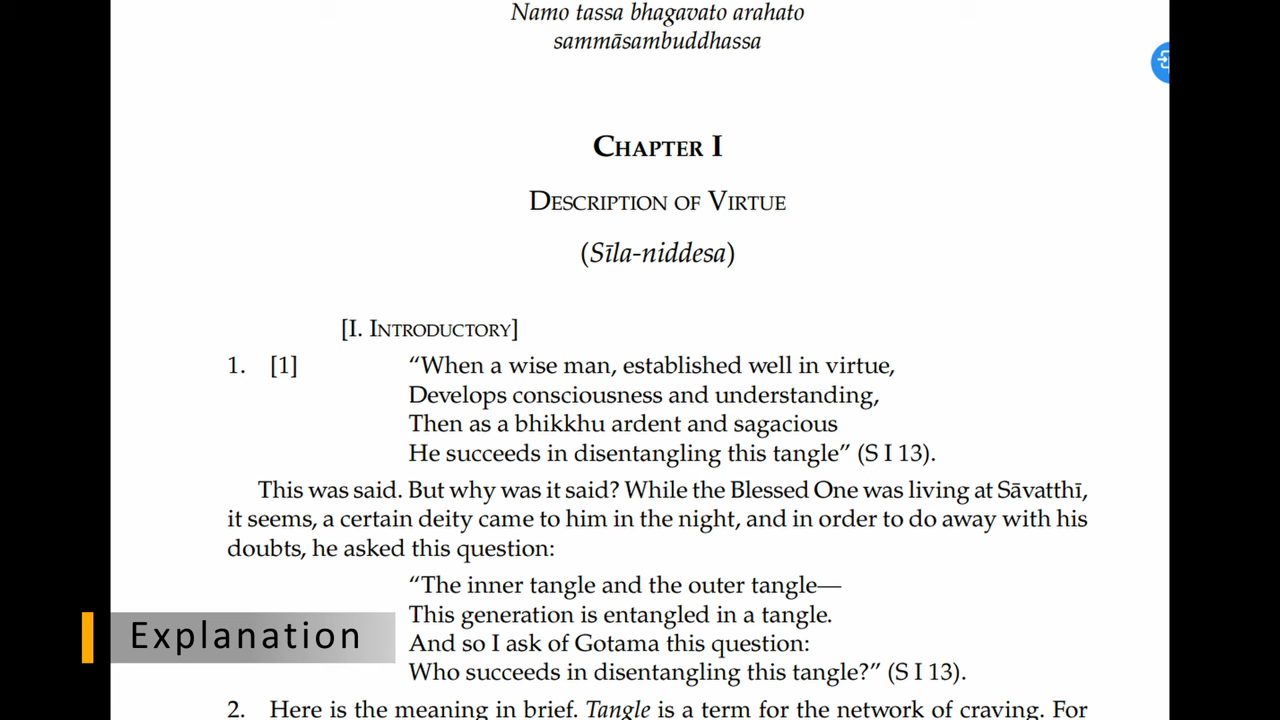 Namo tassa bhagavato arahato
sammāsambuddhassa
Chapter I
Description of Virtue
(Sīla-niddesa)
[I. Introductory]
1. [1] “When a wise man, established well in virtue,
Develops consciousness and understanding,
Then as a bhikkhu ardent and sagacious
He succeeds in disentangling this tangle” (S I 13).
This was said. But why was it said? While the Blessed One was living at Sāvatthī,
it seems, a certain deity came to him in the night, and in order to do away with his
doubts, he asked this question:
“The inner tangle and the outer tangle—
This generation is entangled in a tangle.
And so I ask of Gotama this question:
Who succeeds in disentangling this tangle?” (S I 13).
Explanation
2. Here is the meaning in brief. Tangle is a term for the network of craving. For